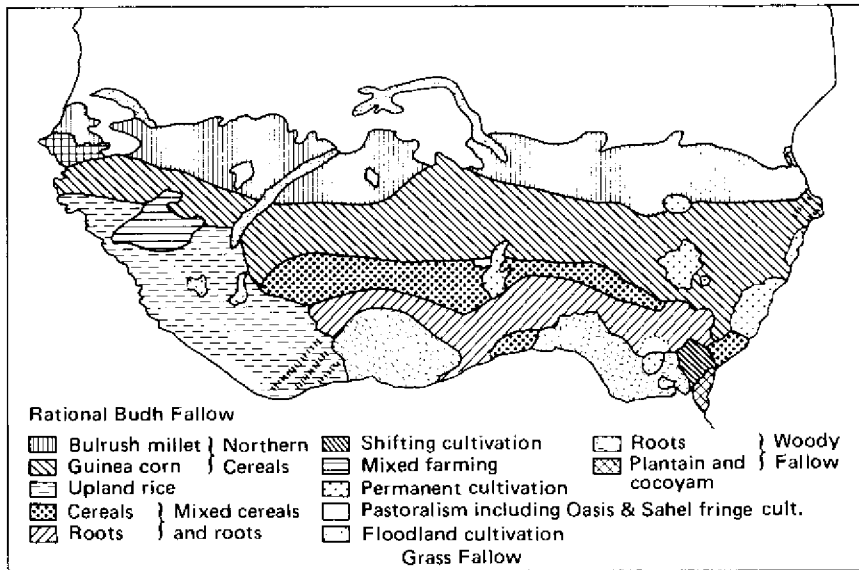 Rational Budh Fallow
Bulrush millet } Northern
Guinea corn } Cereals
Upland rice
Cereals } Mixed cereals
Roots } and roots
Shifting cultivation
Mixed farming
Permanent cultivation
Pastoralism including Oasis & Sahel fringe cult.
Floodland cultivation
Grass Fallow
Roots } Woody
Plantain and } Fallow
cocoyam